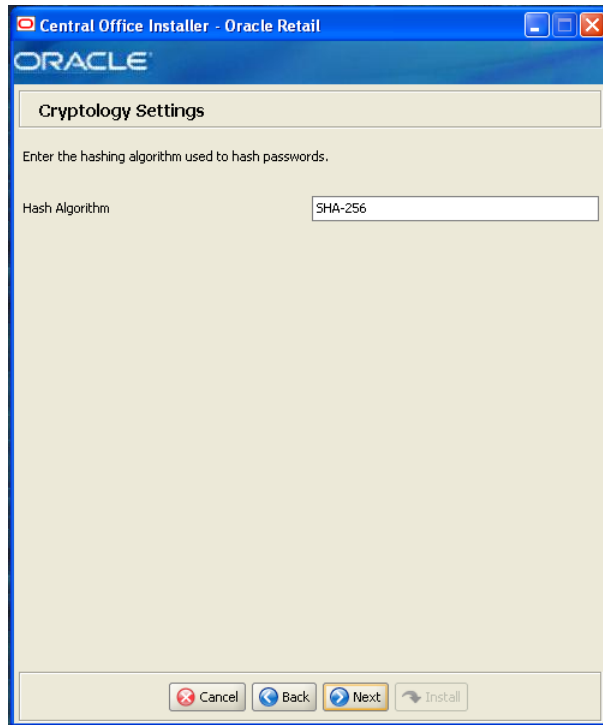 Central Office Installer - Oracle Retail
ORACLE
Cryptology Settings
Enter the hashing algorithm used to hash passwords.
Hash Algorithm SHA-256
Cancel Back Next Install